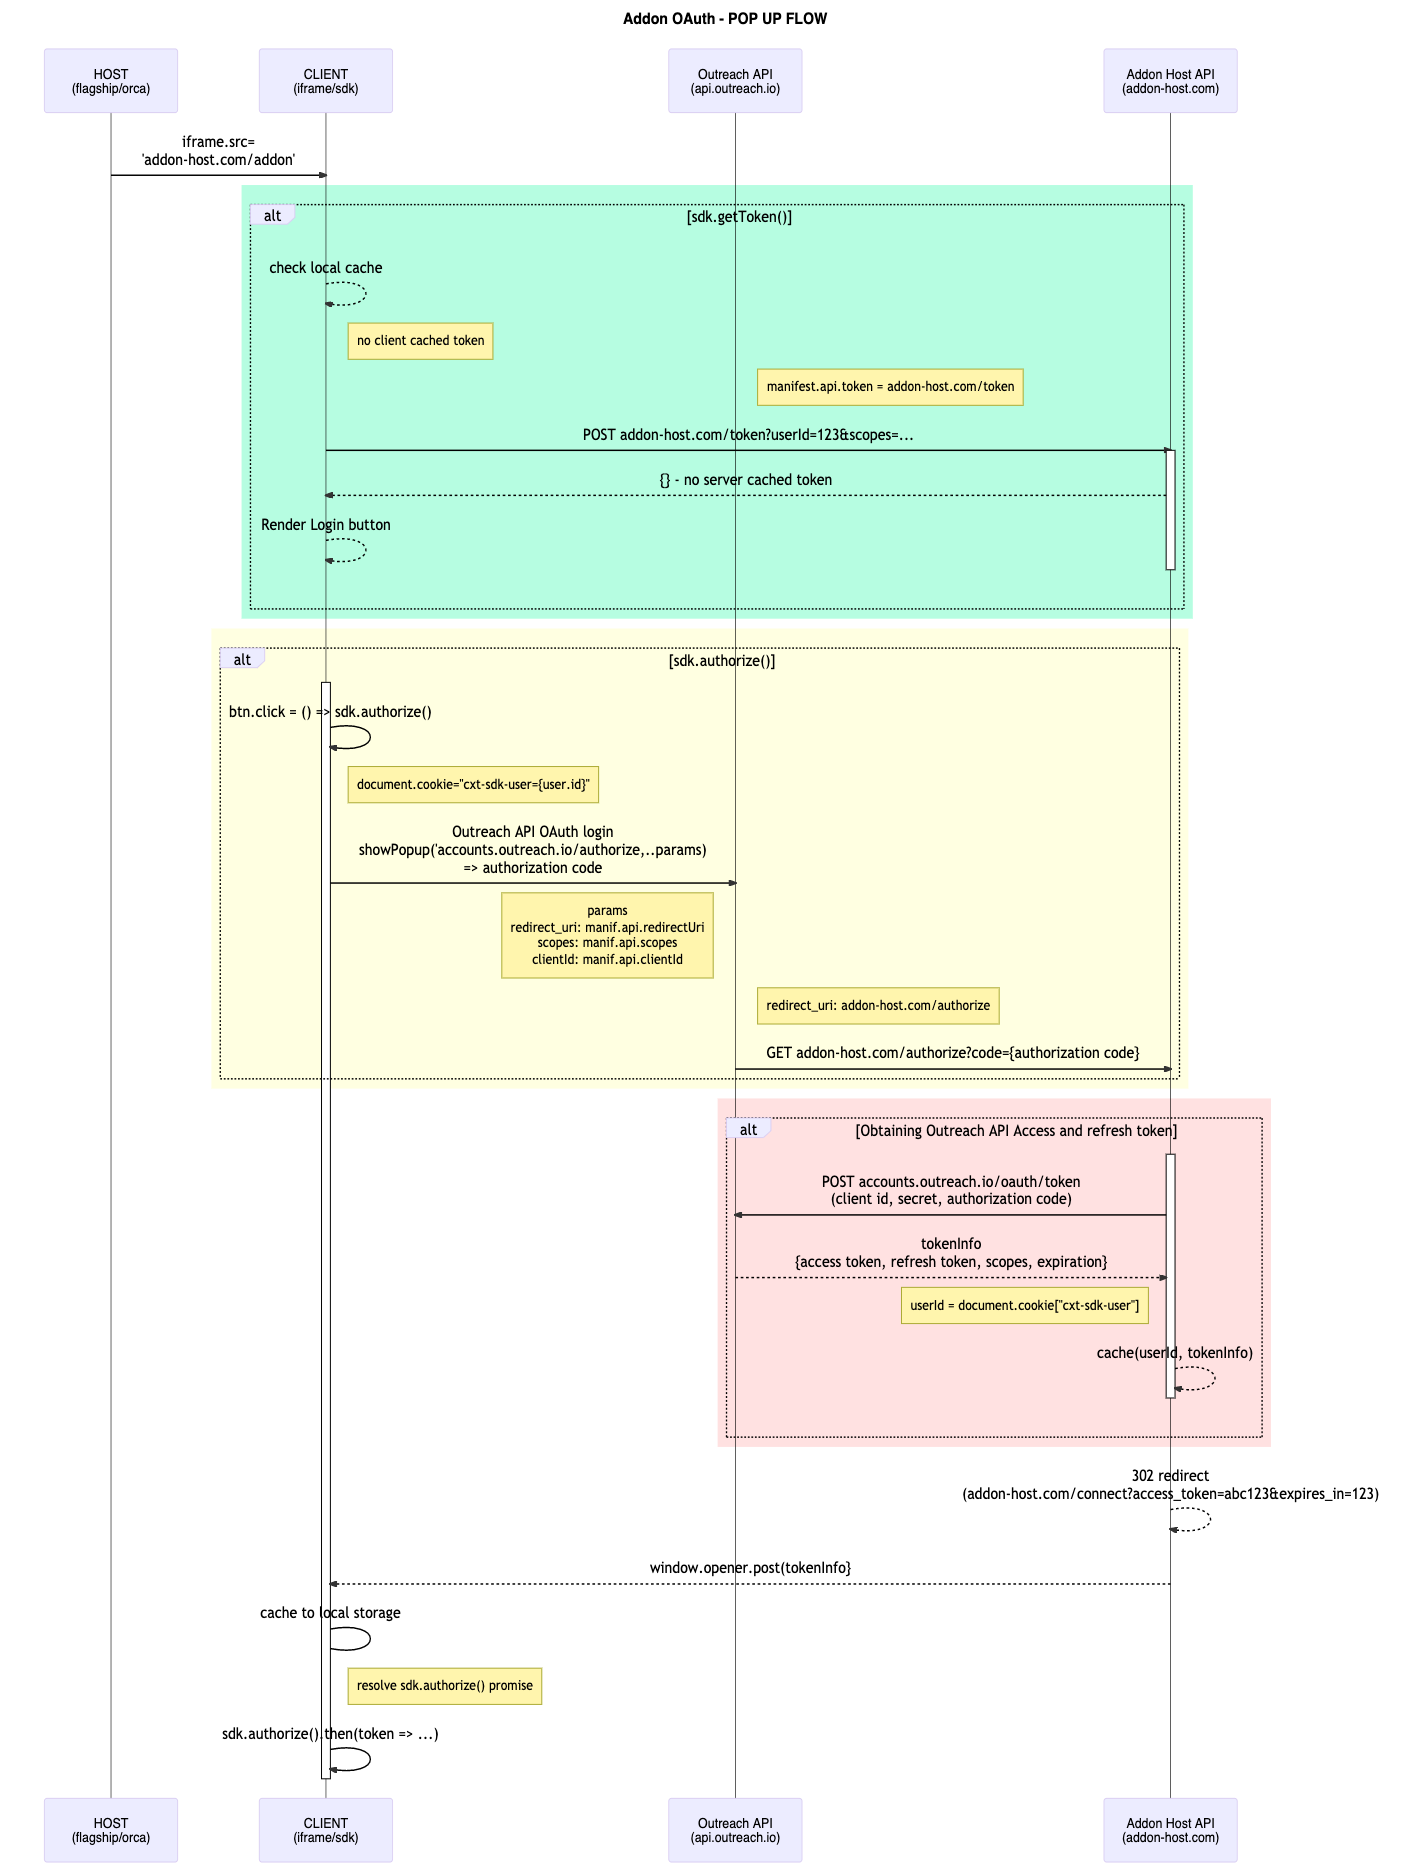 Addon OAuth - POP UP FLOW
HOST
(flagship/orca)
CLIENT
(iframe/sdk)
Outreach API
(api.outreach.io)
Addon Host API
(addon-host.com)
iframe.src=
'addon-host.com/addon'
alt
[sdk.getToken()]
check local cache
no client cached token
manifest.api.token = addon-host.com/token
POST addon-host.com/token?userId=123&scopes=...
{} - no server cached token
Render Login button
alt
[sdk.authorize()]
btn.click = () => sdk.authorize()
document.cookie="cxt-sdk-user={user.id}"
Outreach API OAuth login
showPopup('accounts.outreach.io/authorize,..params)
=> authorization code
params
redirect_uri: manif.api.redirectUri
scopes: manif.api.scopes
clientId: manif.api.clientId
redirect_uri: addon-host.com/authorize
GET addon-host.com/authorize?code={authorization code}
alt
[Obtaining Outreach API Access and refresh token]
POST accounts.outreach.io/oauth/token
(client id, secret, authorization code)
tokenInfo
{access token, refresh token, scopes, expiration}
userId = document.cookie["cxt-sdk-user"]
cache(userId, tokenInfo)
302 redirect
(addon-host.com/connect?access_token=abc123&expires_in=123)
window.opener.post(tokenInfo}
cache to local storage
resolve sdk.authorize() promise
sdk.authorize().then(token => ...)
HOST
(flagship/orca)
CLIENT
(iframe/sdk)
Outreach API
(api.outreach.io)
Addon Host API
(addon-host.com)